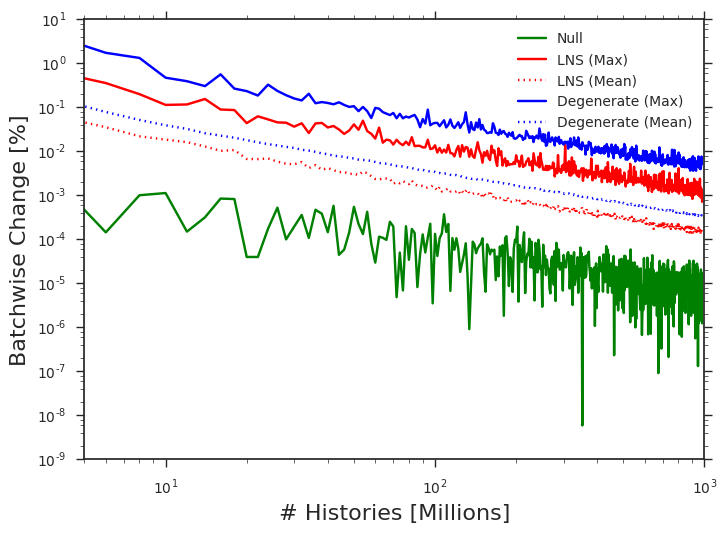 10^1
10^0
10^-1
10^-2
10^-3
10^-4
10^-5
10^-6
10^-7
10^-8
10^-9
Batchwise Change [%]
Null
LNS (Max)
LNS (Mean)
Degenerate (Max)
Degenerate (Mean)
10^1
10^2
10^3
# Histories [Millions]